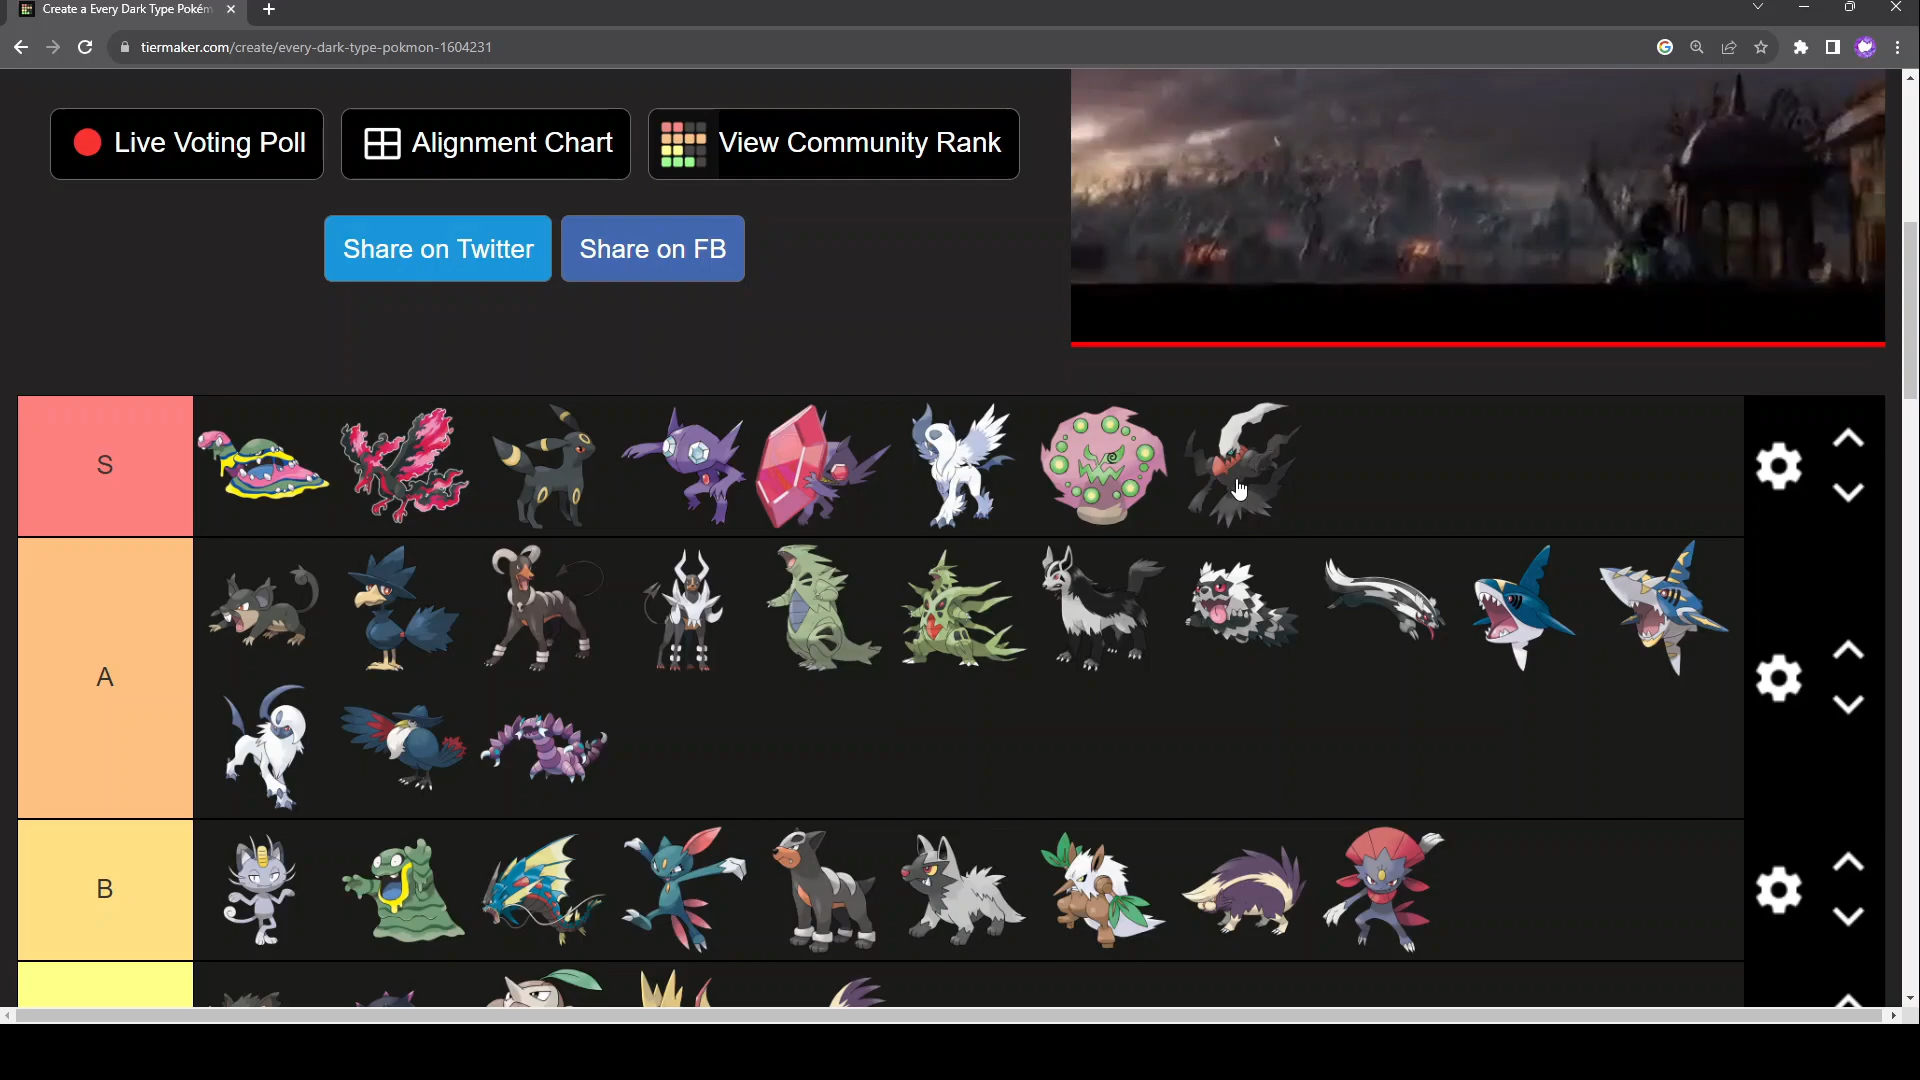 Create a Every Dark Type Pokém
tiermaker.com/create/every-dark-type-pokmon-1604231
Live Voting Poll
Alignment Chart
View Community Rank
Share on Twitter
Share on FB
S
A
B